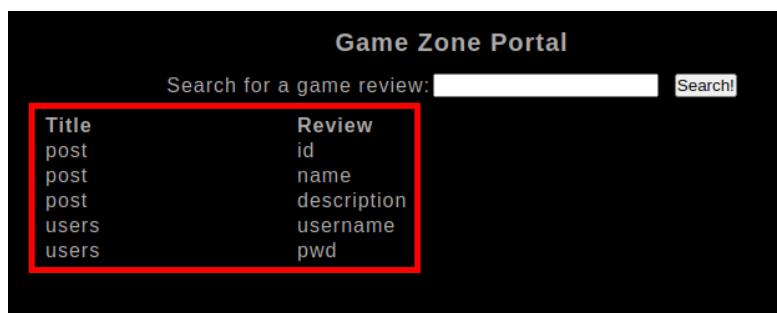 Game Zone Portal
Search for a game review: Search!
Title Review
post id
post name
post description
users username
users pwd